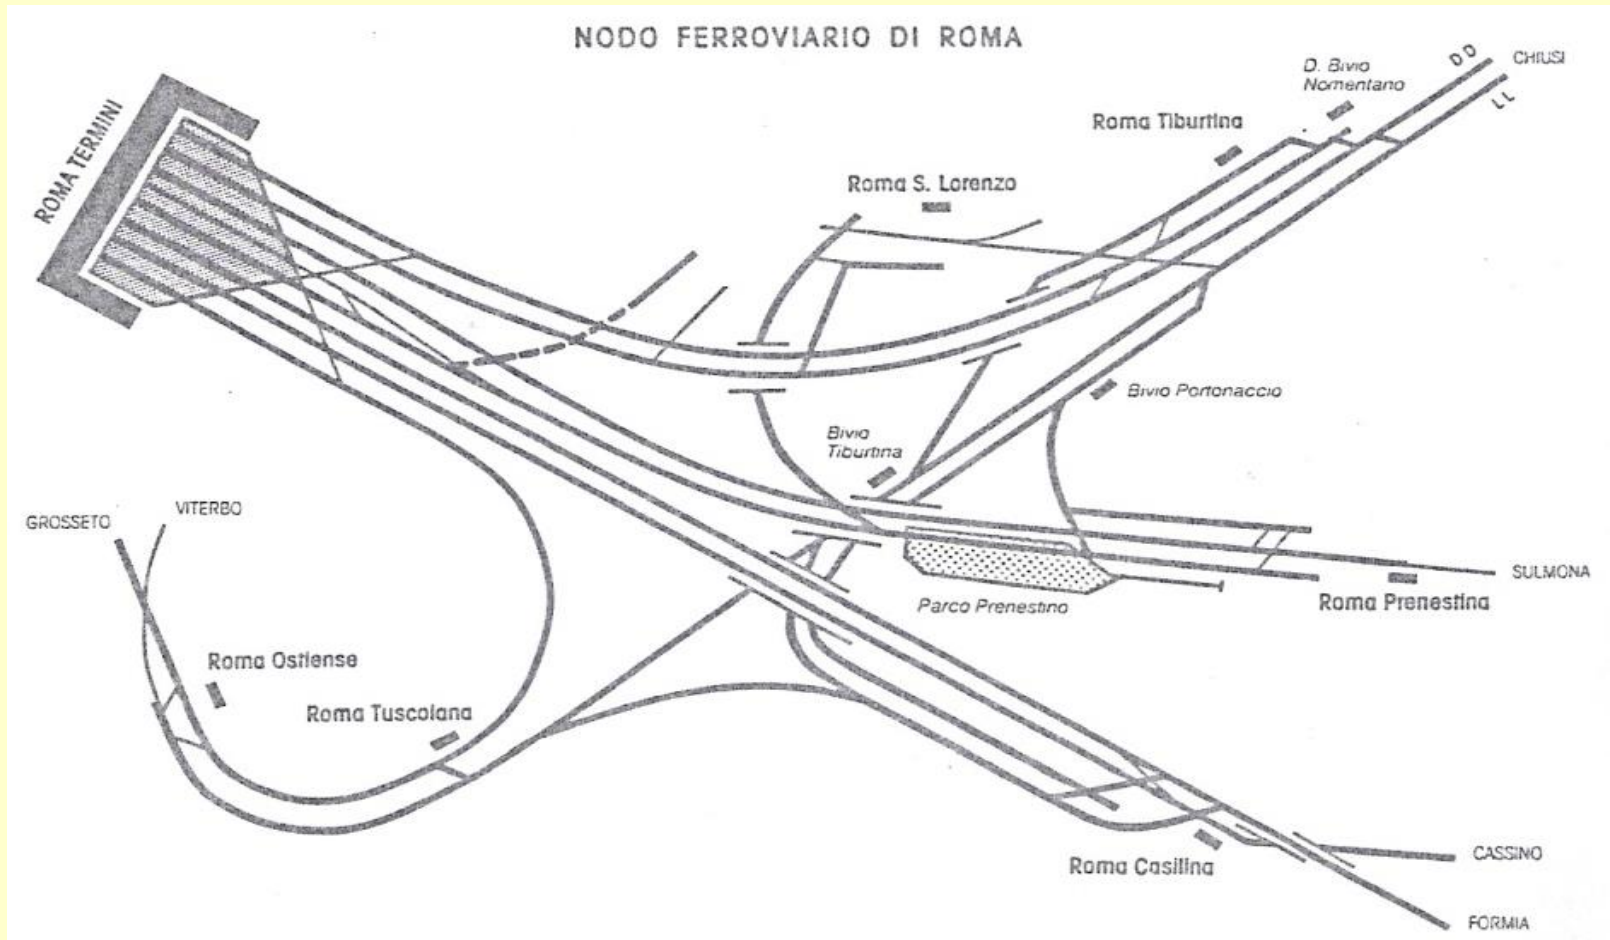 NODO FERROVIARIO DI ROMA
DD
CHIUSI
LL
D. Bivio
Nomentano
Roma Tiburtina
ROMA TERMINI
Roma S. Lorenzo
Bivio Portonaccio
Bivio
Tiburtina
VITERBO
GROSSETO
SULMONA
Roma Prenestina
Parco Prenestino
Roma Ostiense
Roma Tuscolana
Roma Casilina
CASSINO
FORMIA